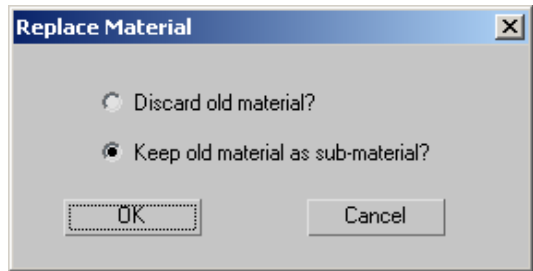 Replace Material
Discard old material?
Keep old material as sub-material?
OK
Cancel